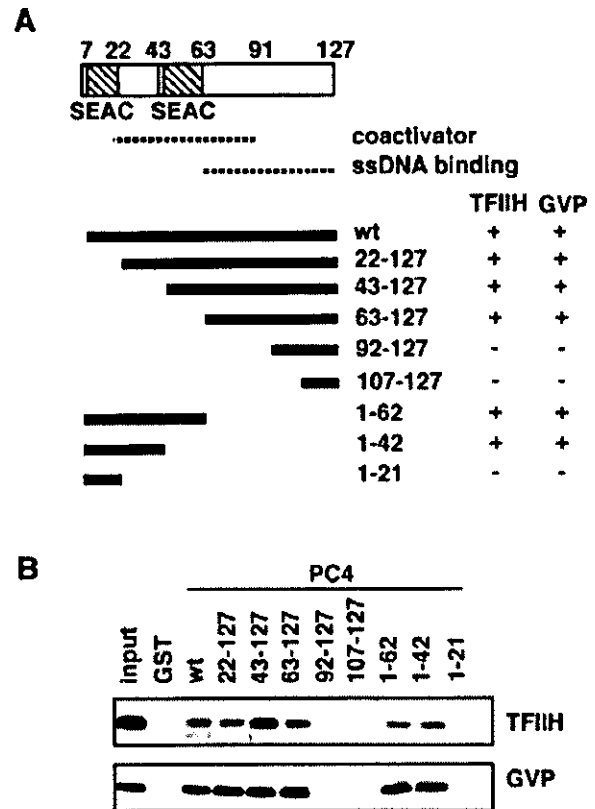 A
7 22 43 63 91 127
SEAC SEAC
coactivator
ssDNA binding
TFIIH GVP
wt + +
22-127 + +
43-127 + +
63-127 + +
92-127 - -
107-127 - -
1-62 + +
1-42 + +
1-21 - -
B
PC4
input GST wt 22-127 43-127 63-127 92-127 107-127 1-62 1-42 1-21
TFIIH
GVP